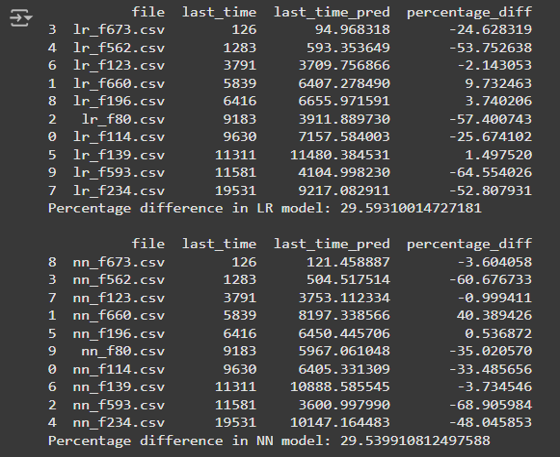 file last_time last_time_pred percentage_diff
3 lr_f673.csv 126 94.968318 -24.628319
4 lr_f562.csv 1283 593.353649 -53.752638
6 lr_f123.csv 3791 3709.756866 -2.143053
1 lr_f660.csv 5839 6407.278490 9.732463
8 lr_f196.csv 6416 6655.971591 3.740206
2 lr_f80.csv 9183 3911.889730 -57.400743
0 lr_f114.csv 9630 7157.584003 -25.674102
5 lr_f139.csv 11311 11480.384531 1.497520
9 lr_f593.csv 11581 4104.998230 -64.554026
7 lr_f234.csv 19531 9217.082911 -52.807931
Percentage difference in LR model: 29.59310014727181
file last_time last_time_pred percentage_diff
8 nn_f673.csv 126 121.458887 -3.604058
3 nn_f562.csv 1283 504.517514 -60.676733
7 nn_f123.csv 3791 3753.112334 -0.999411
1 nn_f660.csv 5839 8197.338566 40.389426
5 nn_f196.csv 6416 6450.445706 0.536872
9 nn_f80.csv 9183 5967.061048 -35.020570
0 nn_f114.csv 9630 6405.331309 -33.485656
6 nn_f139.csv 11311 10888.585545 -3.734546
2 nn_f593.csv 11581 3600.997990 -68.905984
4 nn_f234.csv 19531 10147.164483 -48.045853
Percentage difference in NN model: 29.539910812497588